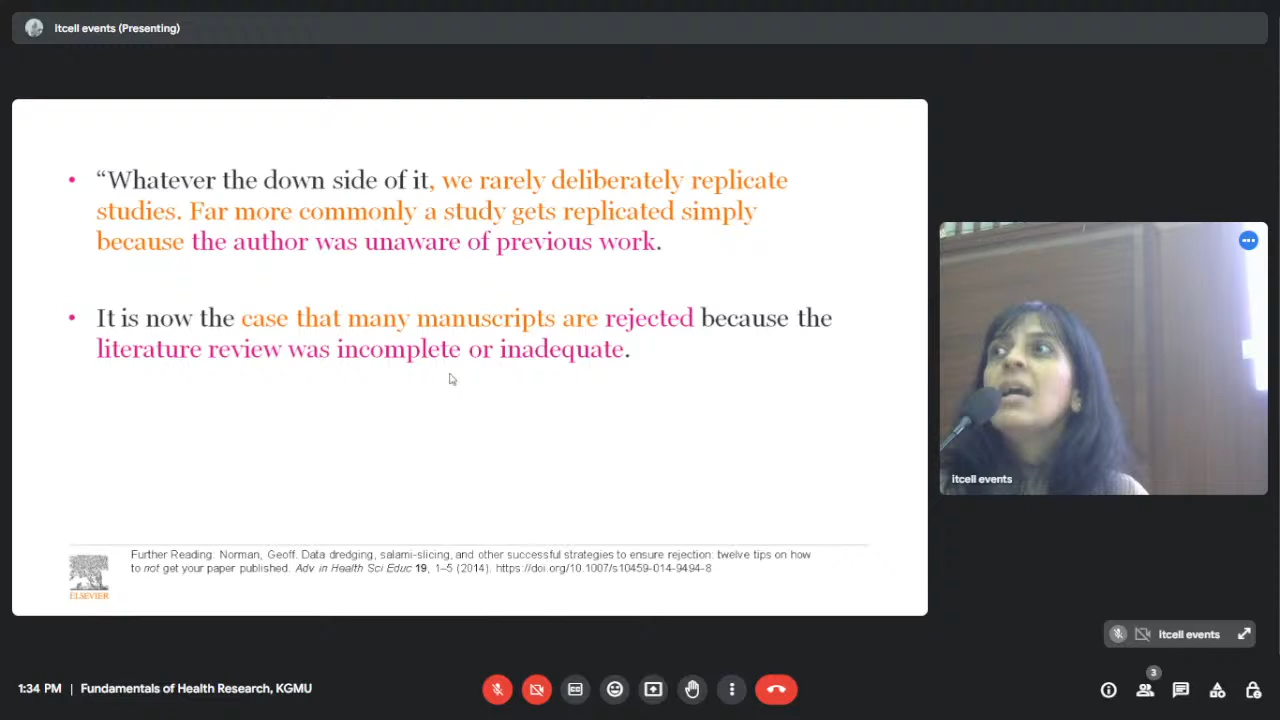 Itcell events (Presenting)
• “Whatever the down side of it, we rarely deliberately replicate
studies. Far more commonly a study gets replicated simply
because the author was unaware of previous work.
• It is now the case that many manuscripts are rejected because the
literature review was incomplete or inadequate.
Further Reading. Norman, Geoff. Data dredging, salami-slicing, and other successful strategies to ensure rejection: twelve tips on how
to not get your paper published. Adv in Health Sci Educ 19, 1–5 (2014). https://doi.org/10.1007/s10459-014-9494-8
ELSEVIER
itcell events
Itcell events
1:34 PM | Fundamentals of Health Research, KGMU
3